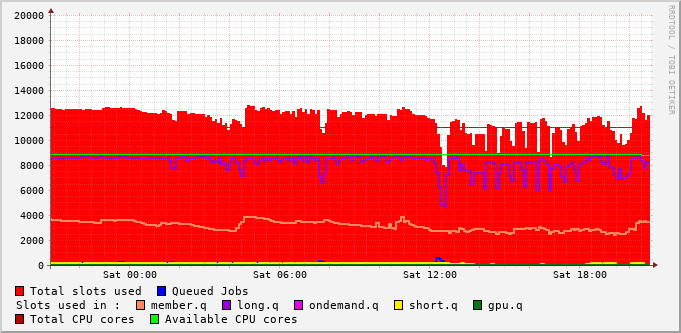 RRDTOOL / TOBI OETIKER
20000
18000
16000
14000
12000
10000
8000
6000
4000
2000
0
Sat 00:00 Sat 06:00 Sat 12:00 Sat 18:00
Total slots used Queued Jobs
Slots used in : member.q long.q ondemand.q short.q gpu.q
Total CPU cores Available CPU cores